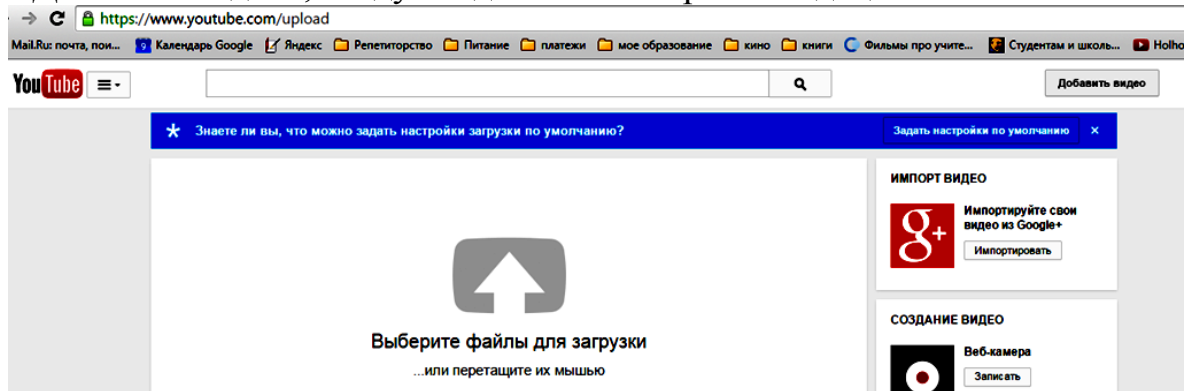 https://www.youtube.com/upload
Mail.Ru: почта, пои... 9 Календарь Google Яндекс Репетиторство Питание платежи мое образование кино книги Фильмы про учите... Студентам и школь... Holho
YouTube Добавить видео
Знаете ли вы, что можно задать настройки загрузки по умолчанию? Задать настройки по умолчанию ×
ИМПОРТ ВИДЕО
g+
Импортируйте свои
видео из Google+
Импортировать
Выберите файлы для загрузки
...или перетащите их мышью
СОЗДАНИЕ ВИДЕО
Веб-камера
Записать